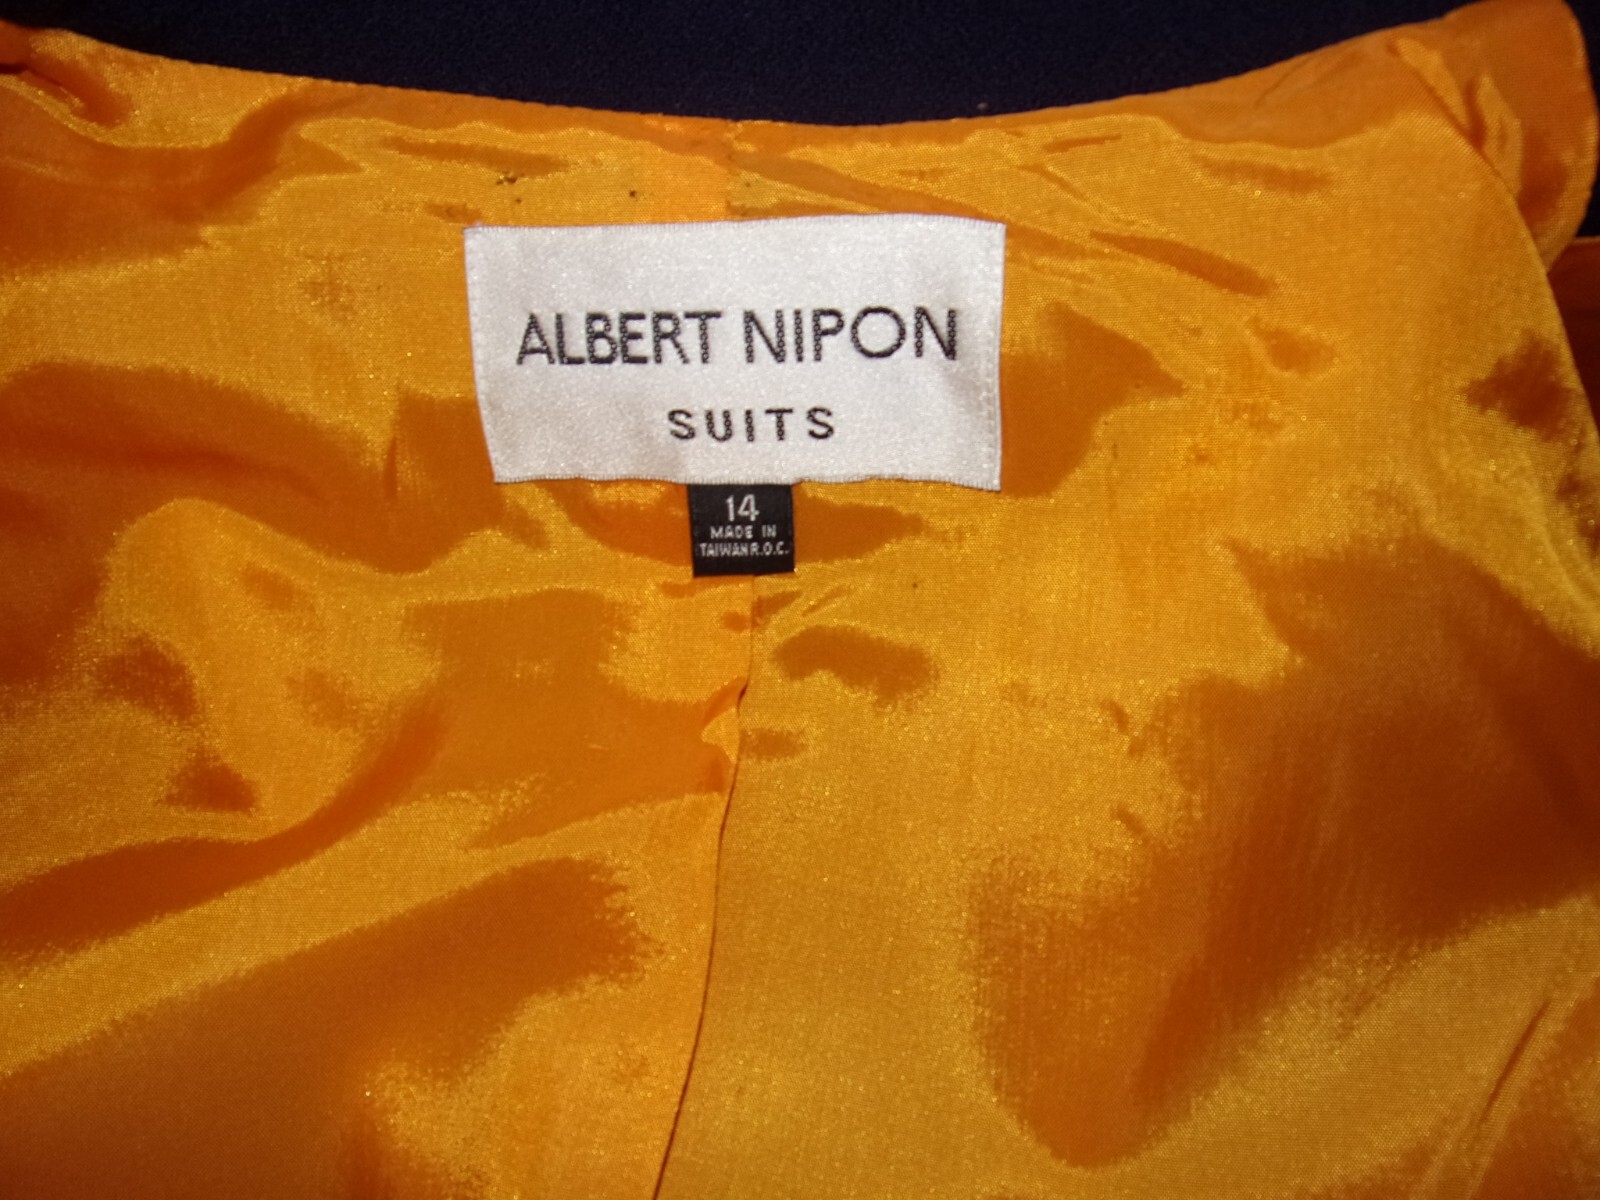 ALBERT NIPON
SUITS
14
MADE IN
TAIWAN R.O.C.